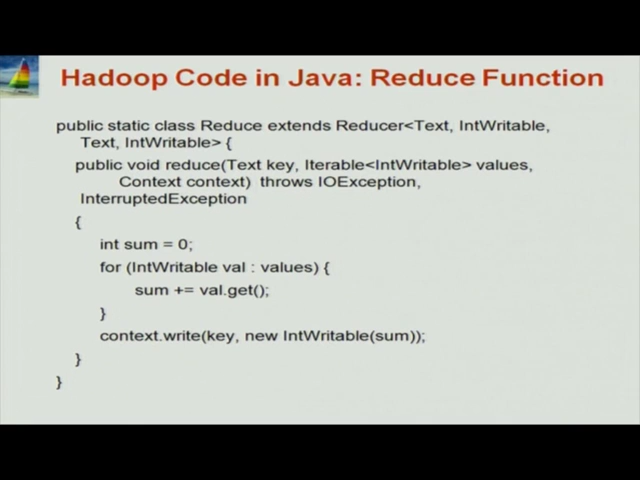 Hadoop Code in Java: Reduce Function
public static class Reduce extends Reducer<Text, IntWritable,
Text, IntWritable> {
public void reduce(Text key, Iterable<IntWritable> values,
Context context) throws IOException,
InterruptedException
{
int sum = 0;
for (IntWritable val : values) {
sum += val.get();
}
context.write(key, new IntWritable(sum));
}
}